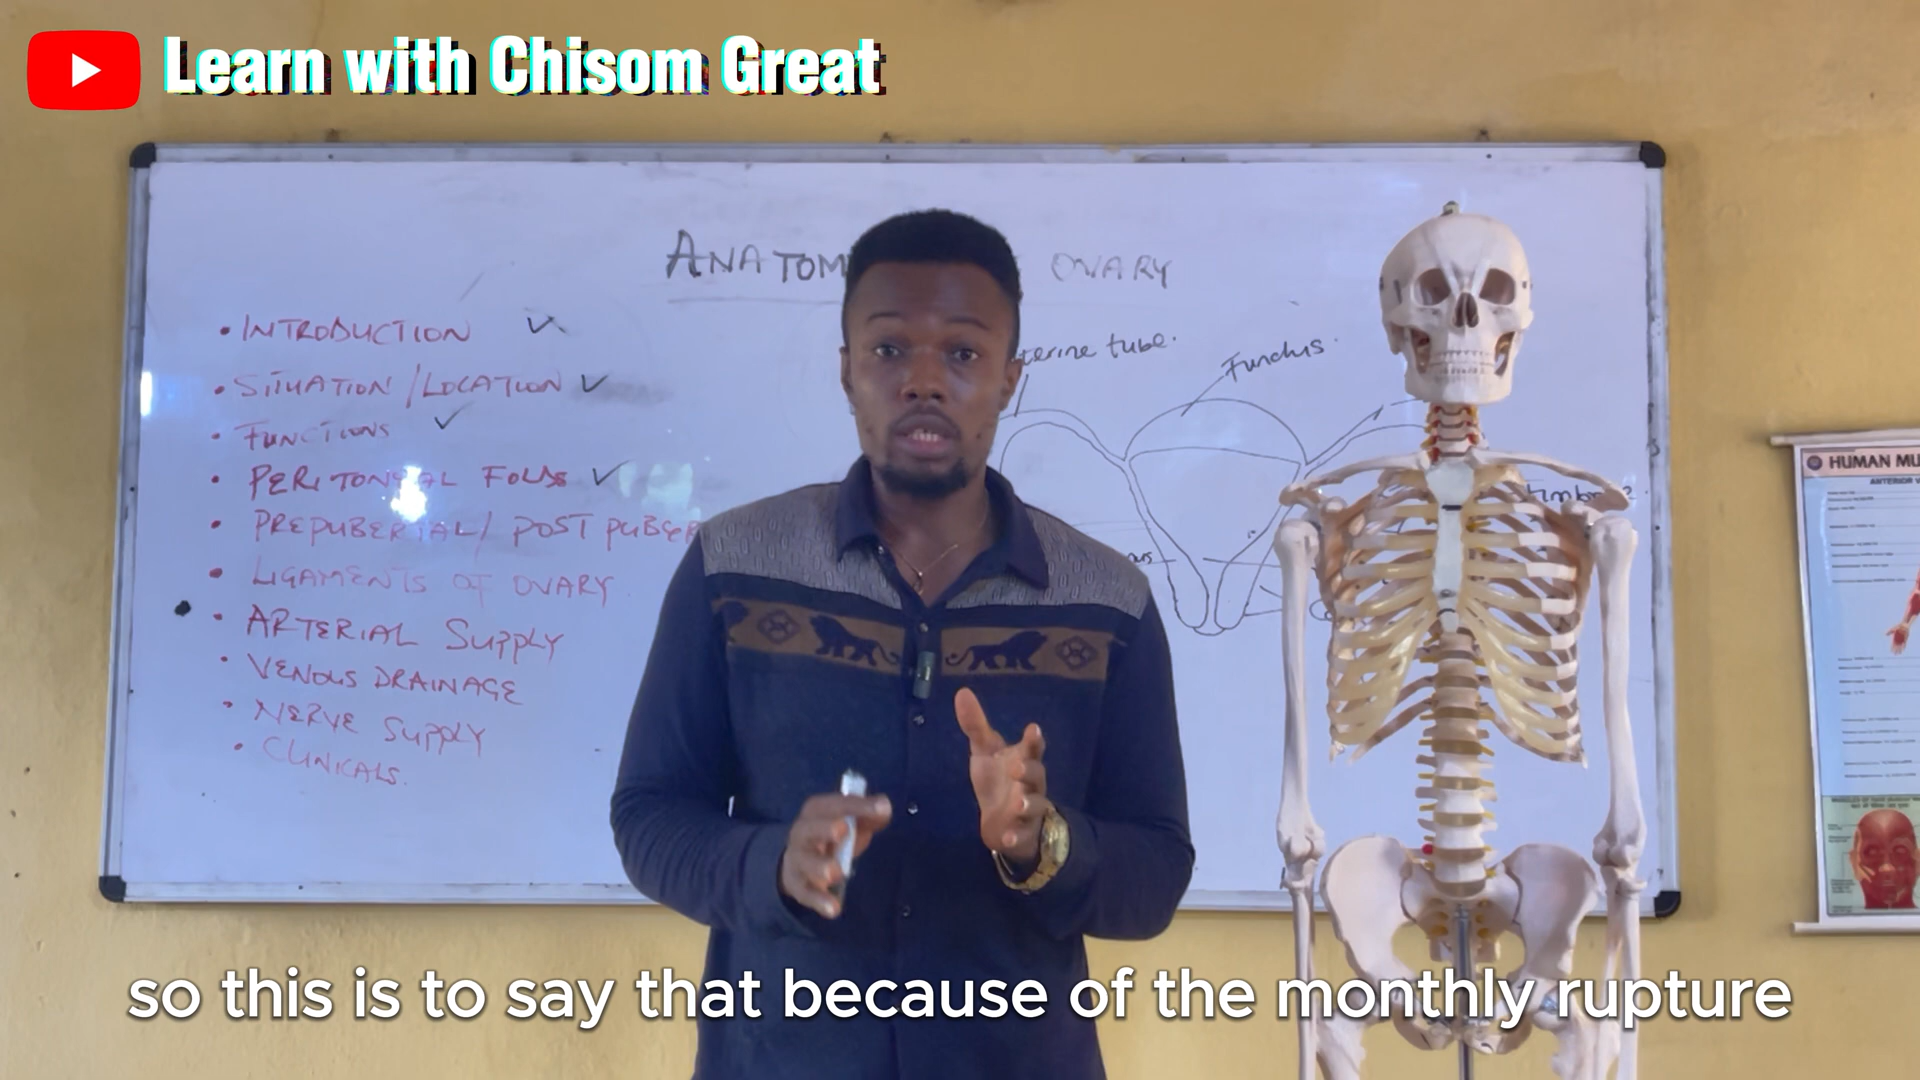 Learn with Chisom Great
ANATOM OVARY
• INTRODUCTION ✓
• SITUATION / LOCATION ✓
• FUNCTIONS ✓
• PERITONEAL FOLDS ✓
• PREPUBERTAL / POST PUBER
• LIGAMENTS OF OVARY
• ARTERIAL SUPPLY
• VENOUS DRAINAGE
• NERVE SUPPLY
• CLINICALS.
terine tube.
Fundus.
HUMAN MU
ANTERIOR V
so this is to say that because of the monthly rupture